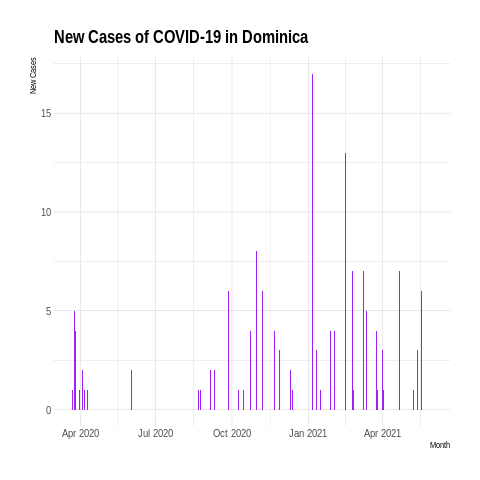 New Cases of COVID-19 in Dominica
New Cases
15
10
5
0
Apr 2020 Jul 2020 Oct 2020 Jan 2021 Apr 2021
Month